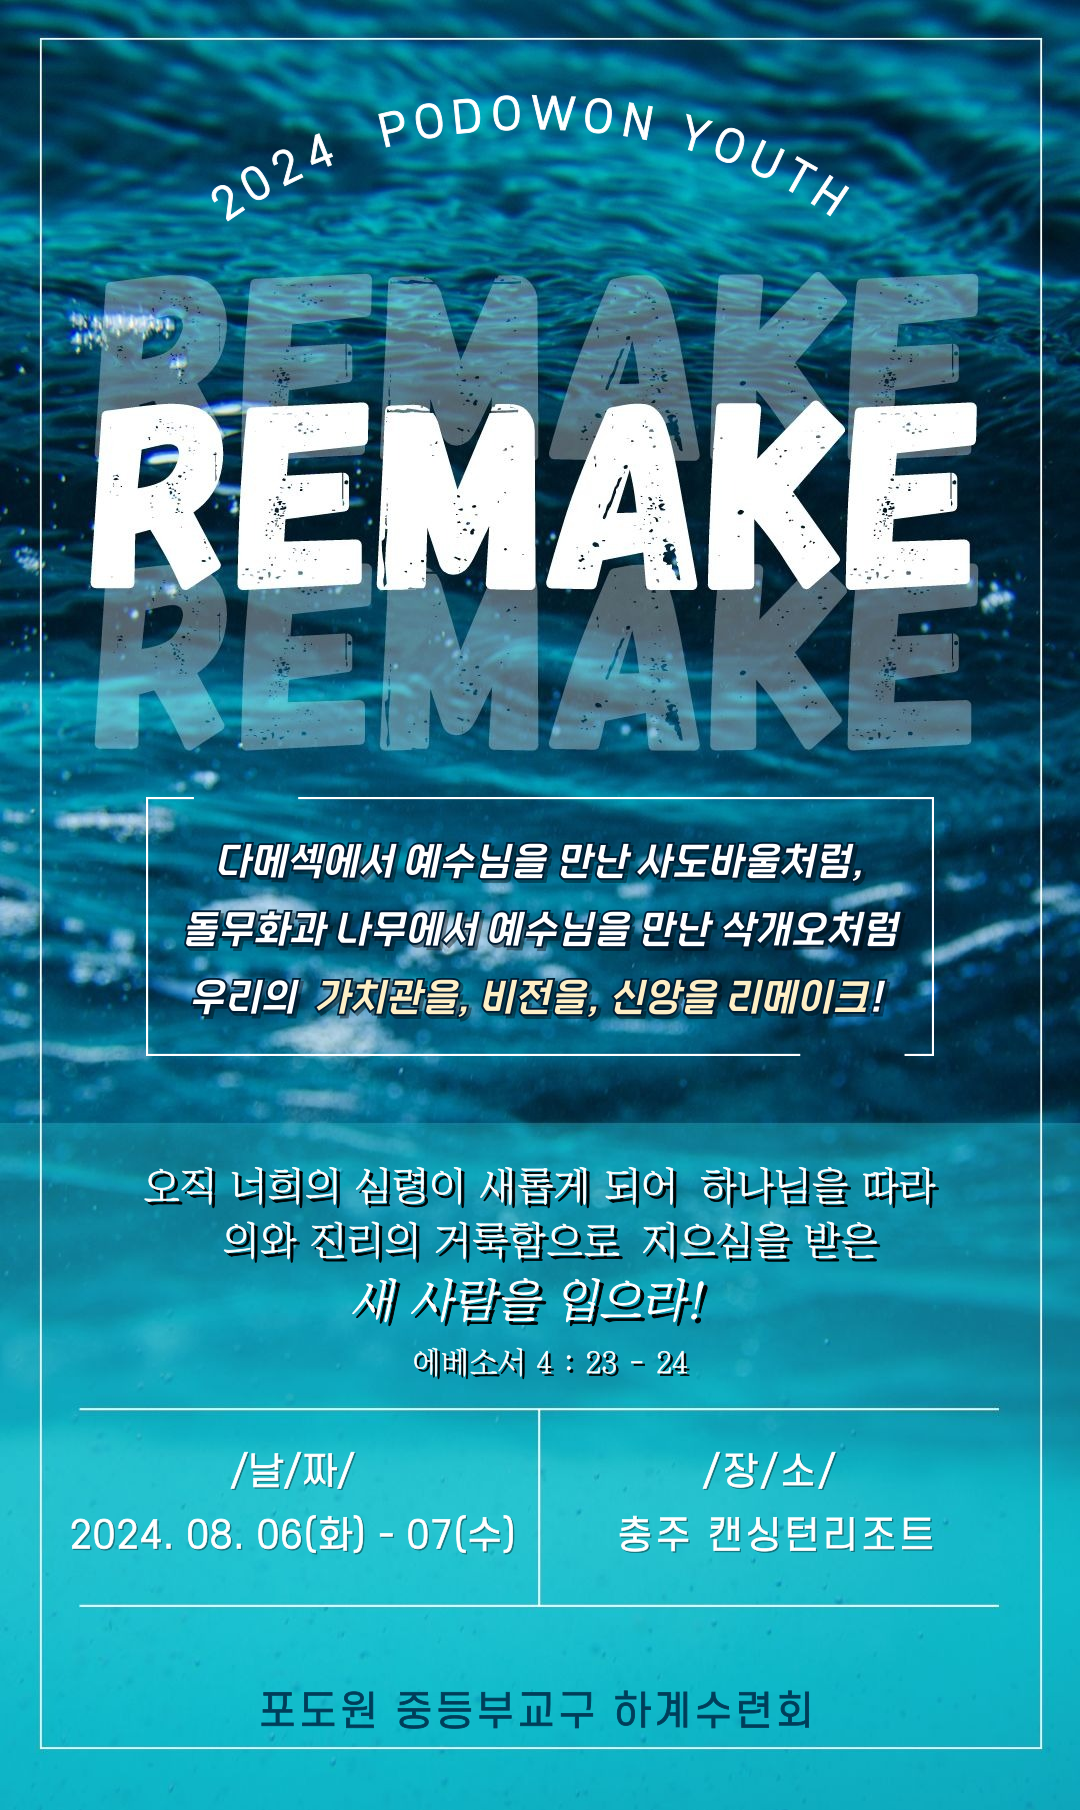 2024 PODOWON YOUTH
REMAKE
REMAKE
REMAKE
다메섹에서 예수님을 만난 사도바울처럼,
돌무화과 나무에서 예수님을 만난 삭개오처럼
우리의 가치관을, 비전을, 신앙을 리메이크!
오직 너희의 심령이 새롭게 되어 하나님을 따라
의와 진리의 거룩함으로 지으심을 받은
새 사람을 입으라!
에베소서 4 : 23 - 24
/날/짜/
2024. 08. 06(화) - 07(수)
/장/소/
충주 캔싱턴리조트
포도원 중등부교구 하계수련회